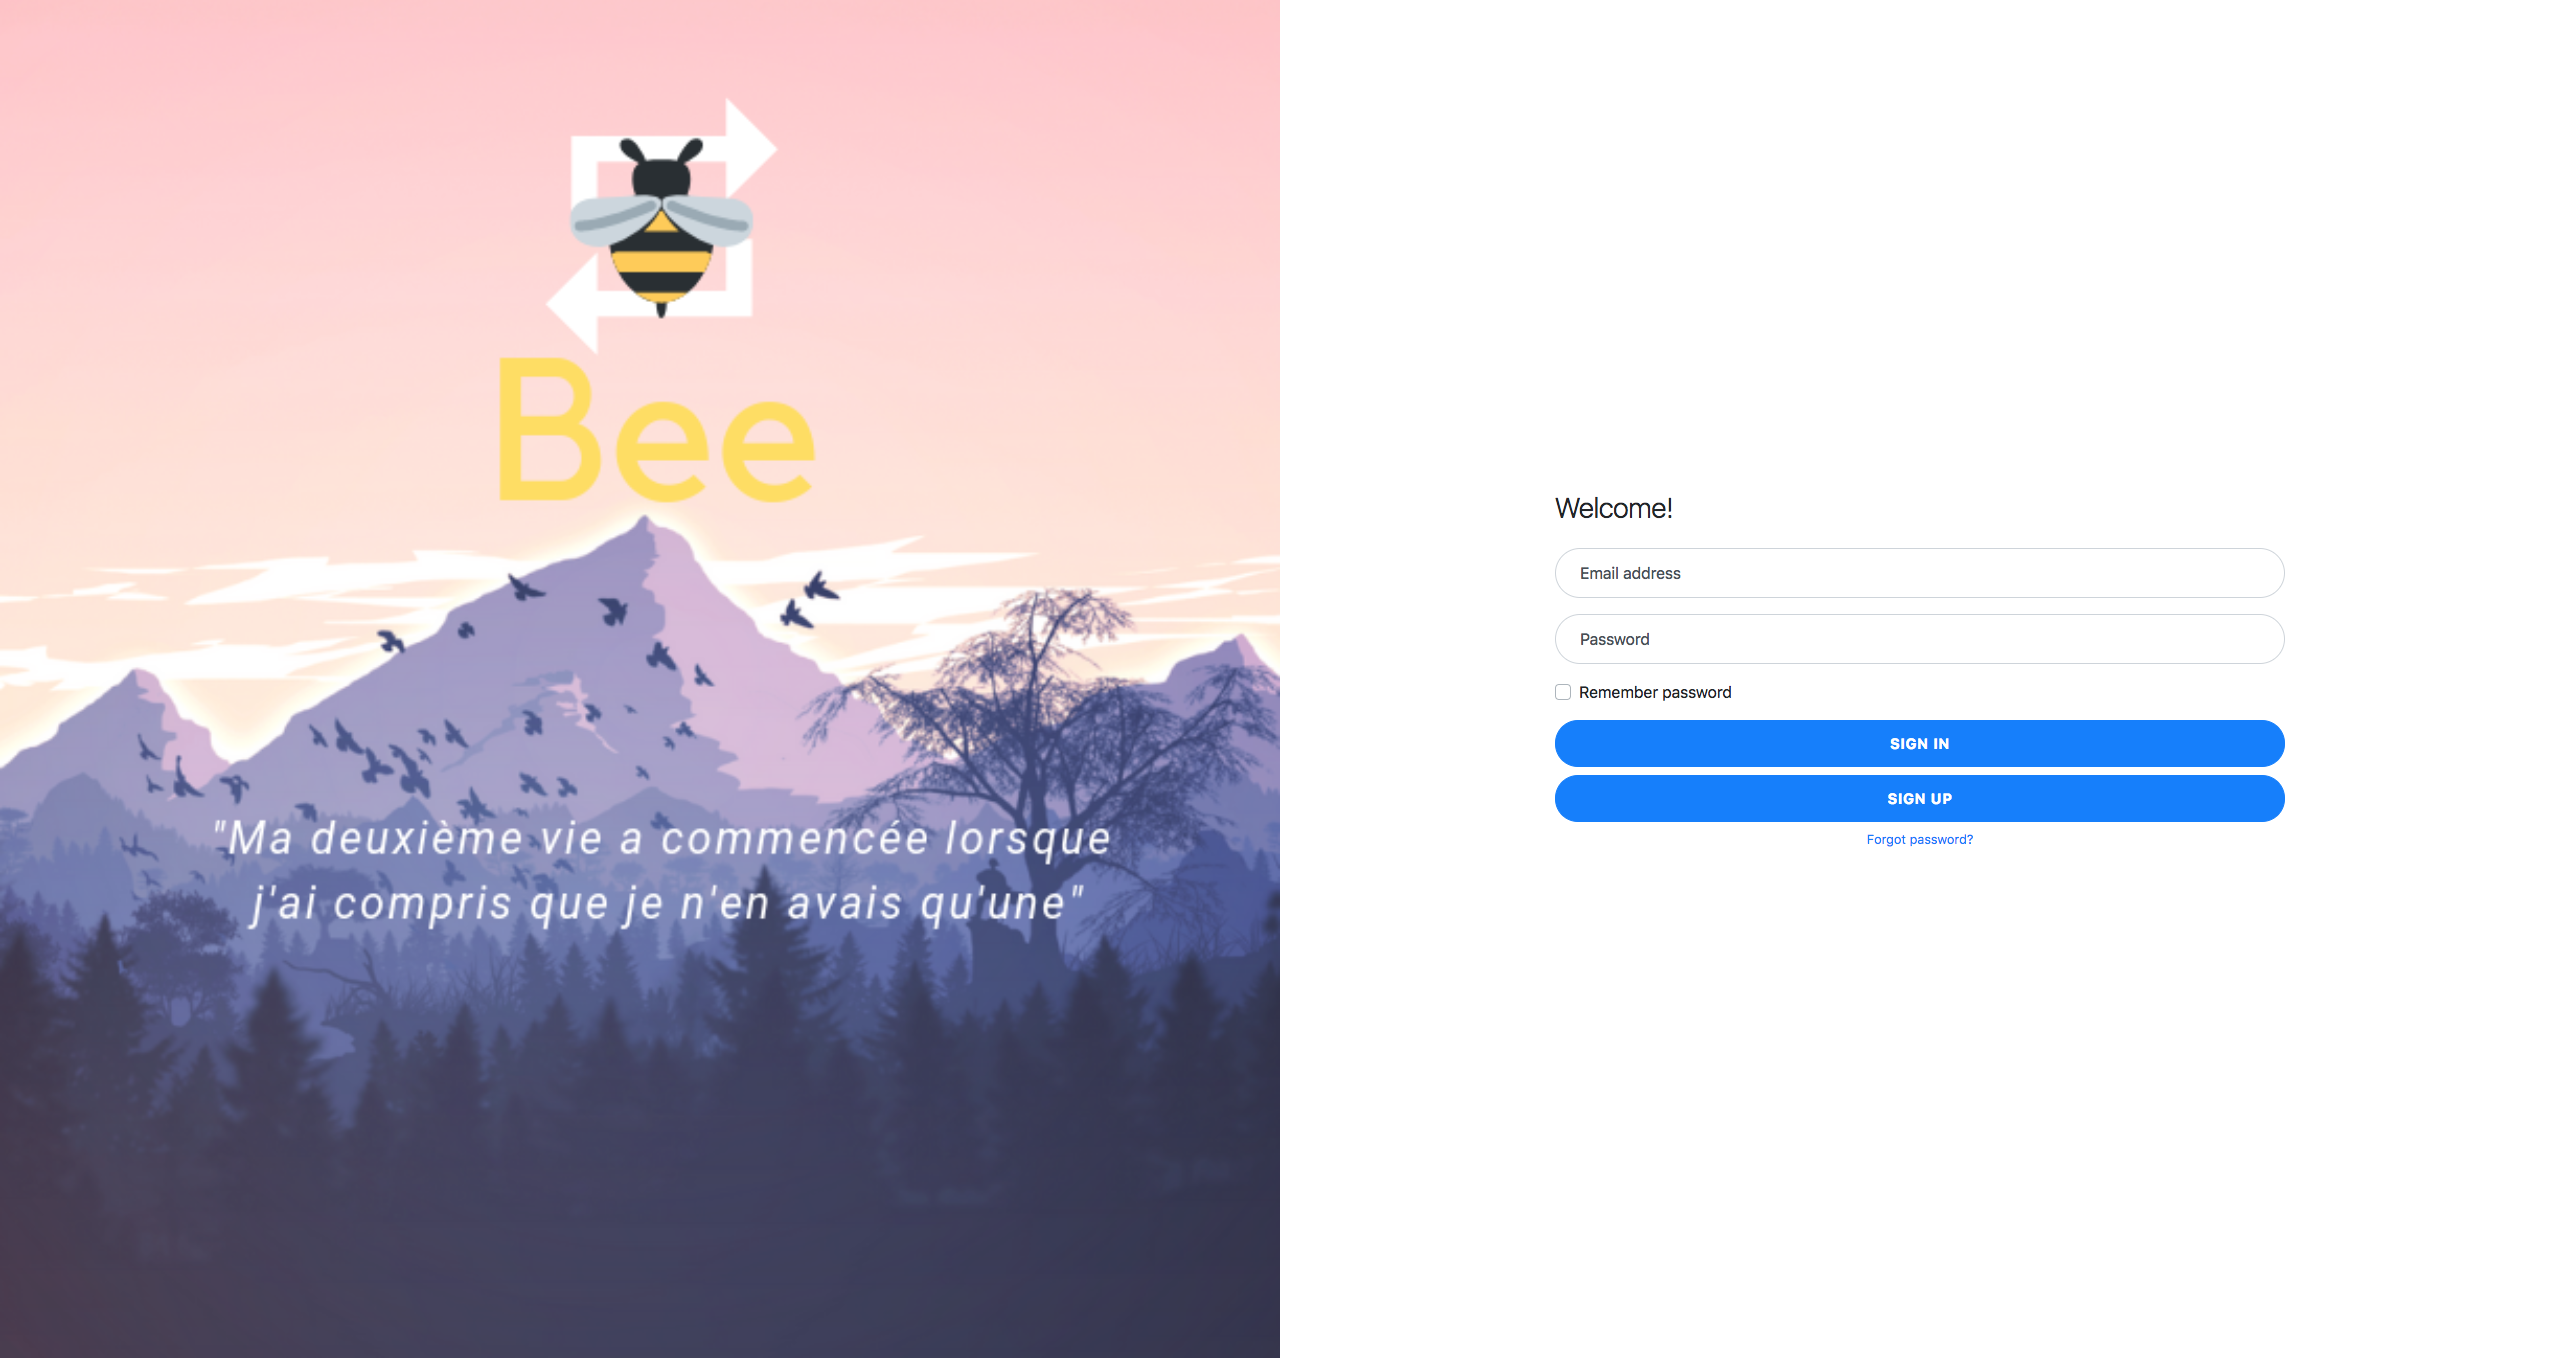 Bee
"Ma deuxième vie a commencée lorsque
j'ai compris que je n'en avais qu'une"
Welcome!
Email address
Password
Remember password
SIGN IN
SIGN UP
Forgot password?